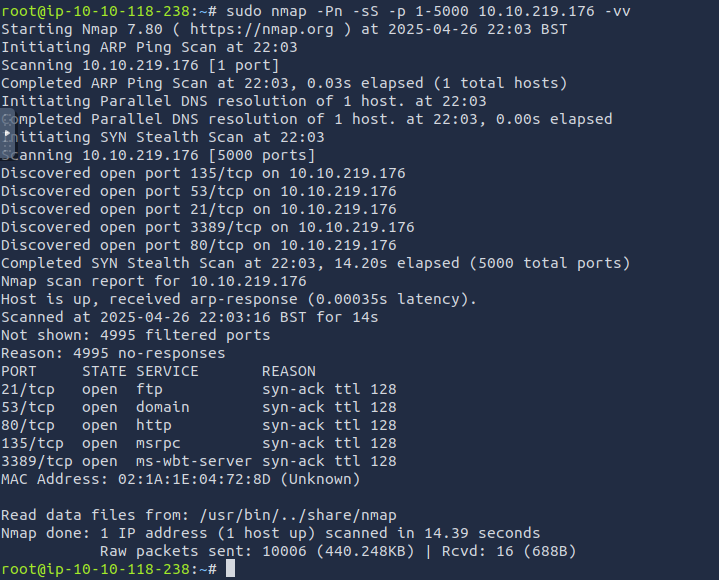 root@ip-10-10-118-238:~# sudo nmap -Pn -sS -p 1-5000 10.10.219.176 -vv
Starting Nmap 7.80 ( https://nmap.org ) at 2025-04-26 22:03 BST
Initiating ARP Ping Scan at 22:03
Scanning 10.10.219.176 [1 port]
Completed ARP Ping Scan at 22:03, 0.03s elapsed (1 total hosts)
Initiating Parallel DNS resolution of 1 host. at 22:03
Completed Parallel DNS resolution of 1 host. at 22:03, 0.00s elapsed
Initiating SYN Stealth Scan at 22:03
Scanning 10.10.219.176 [5000 ports]
Discovered open port 135/tcp on 10.10.219.176
Discovered open port 53/tcp on 10.10.219.176
Discovered open port 21/tcp on 10.10.219.176
Discovered open port 3389/tcp on 10.10.219.176
Discovered open port 80/tcp on 10.10.219.176
Completed SYN Stealth Scan at 22:03, 14.20s elapsed (5000 total ports)
Nmap scan report for 10.10.219.176
Host is up, received arp-response (0.00035s latency).
Scanned at 2025-04-26 22:03:16 BST for 14s
Not shown: 4995 filtered ports
Reason: 4995 no-responses
PORT     STATE SERVICE       REASON
21/tcp   open  ftp           syn-ack ttl 128
53/tcp   open  domain        syn-ack ttl 128
80/tcp   open  http          syn-ack ttl 128
135/tcp  open  msrpc         syn-ack ttl 128
3389/tcp open  ms-wbt-server syn-ack ttl 128
MAC Address: 02:1A:1E:04:72:8D (Unknown)

Read data files from: /usr/bin/../share/nmap
Nmap done: 1 IP address (1 host up) scanned in 14.39 seconds
           Raw packets sent: 10006 (440.248KB) | Rcvd: 16 (688B)
root@ip-10-10-118-238:~#